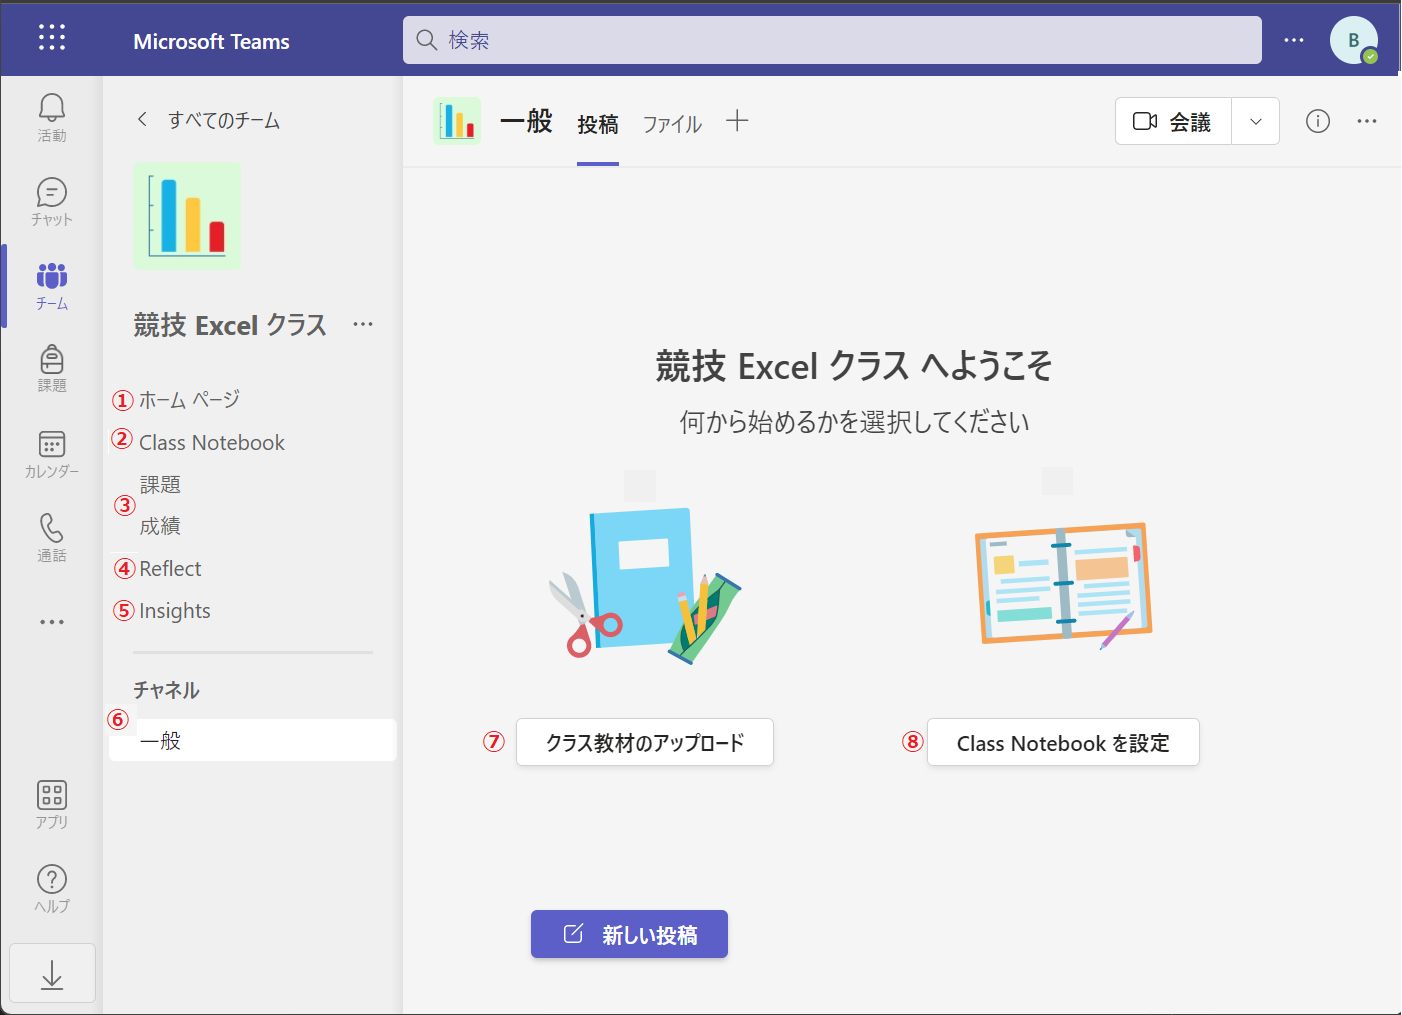 Microsoft Teams
検索
B
活動
チャット
チーム
課題
カレンダー
通話
アプリ
ヘルプ
すべてのチーム
競技 Excel クラス
① ホーム ページ
② Class Notebook
課題
③
成績
④ Reflect
⑤ Insights
チャネル
⑥
一般
一般 投稿 ファイル
会議
競技 Excel クラス へようこそ
何から始めるかを選択してください
⑦ クラス教材のアップロード
⑧ Class Notebook を設定
新しい投稿